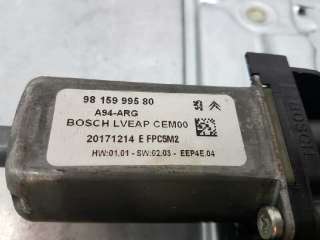 98 159 995 80
A94-ARG
BOSCH LVEAP CEM00
20171214 E FPC5M2
HW:01.01 - SW:02.03 - EEP4E.04
BOSCH